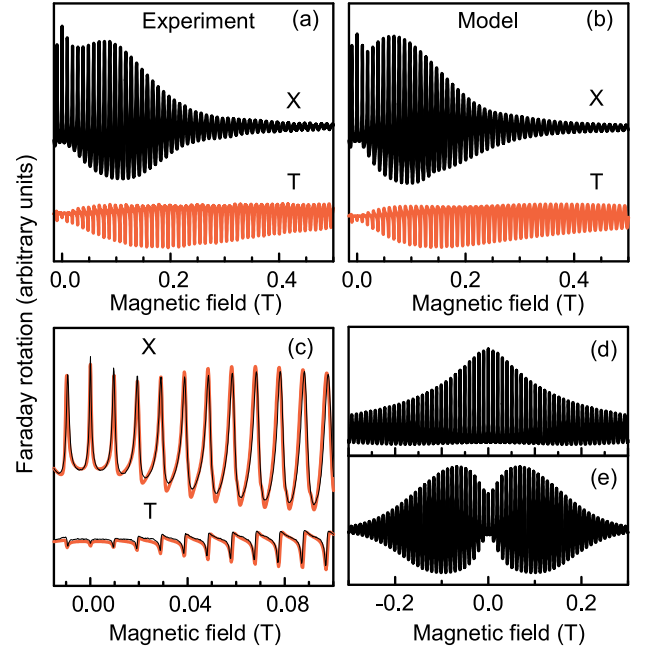 Experiment (a)
X
T
0.0 0.2 0.4
Magnetic field (T)
Model (b)
X
T
0.0 0.2 0.4
Magnetic field (T)
Faraday rotation (arbitrary units)
X (c)
T
0.00 0.04 0.08
Magnetic field (T)
(d)
(e)
-0.2 0.0 0.2
Magnetic field (T)